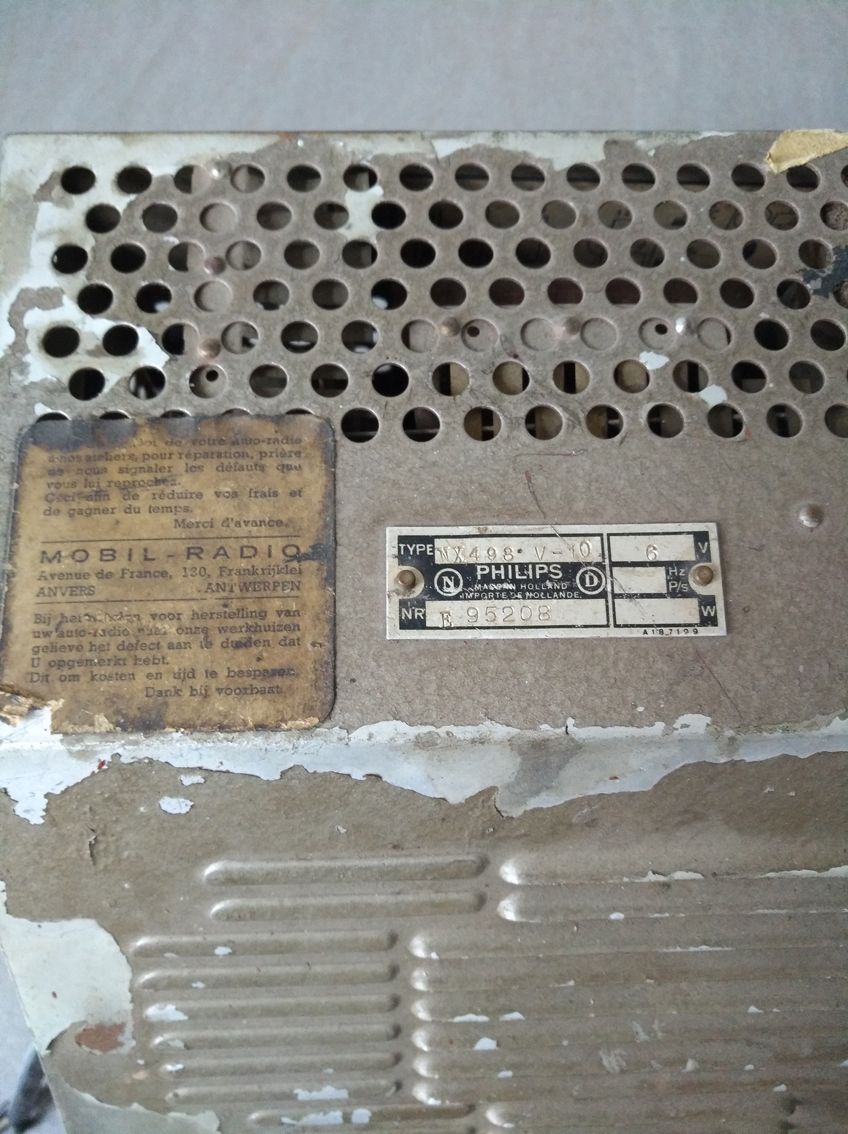 de votre auto-radio
à nos ateliers, pour réparation, prière
de nous signaler les défauts que
vous lui reprochez.
Ceci afin de réduire vos frais et
de gagner du temps.
Merci d'avance.
MOBIL-RADIO
Avenue de France, 130, Frankrijklei
ANVERS ANTWERPEN
Bij het voor herstelling van
uw auto-radio naar onze werkhuizen
gelieve het defect aan te duiden dat
U opgemerkt hebt.
Dit om kosten en tijd te besparen.
Dank bij voorbaat.
TYPE NX498 V-10 6 V
N PHILIPS D Hz
MADE IN HOLLAND P/s
IMPORTÉ DE HOLLANDE.
NR E 95208 W
A187199